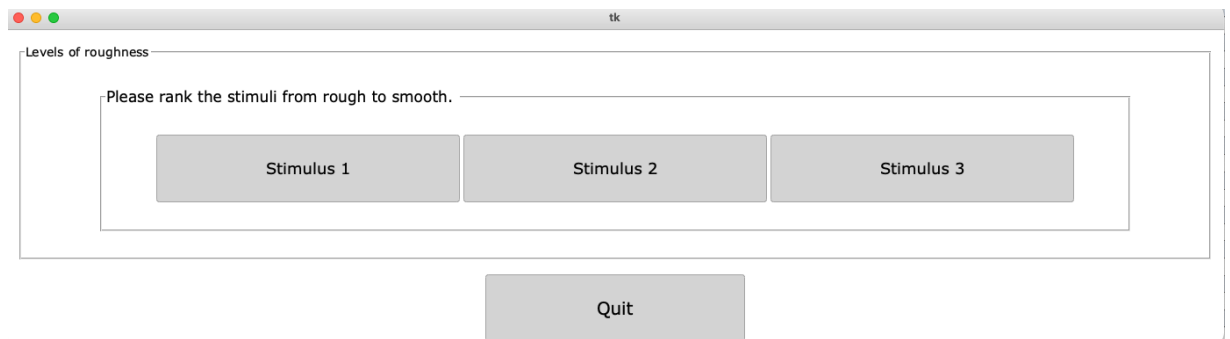 tk
Levels of roughness
Please rank the stimuli from rough to smooth.
Stimulus 1 Stimulus 2 Stimulus 3
Quit